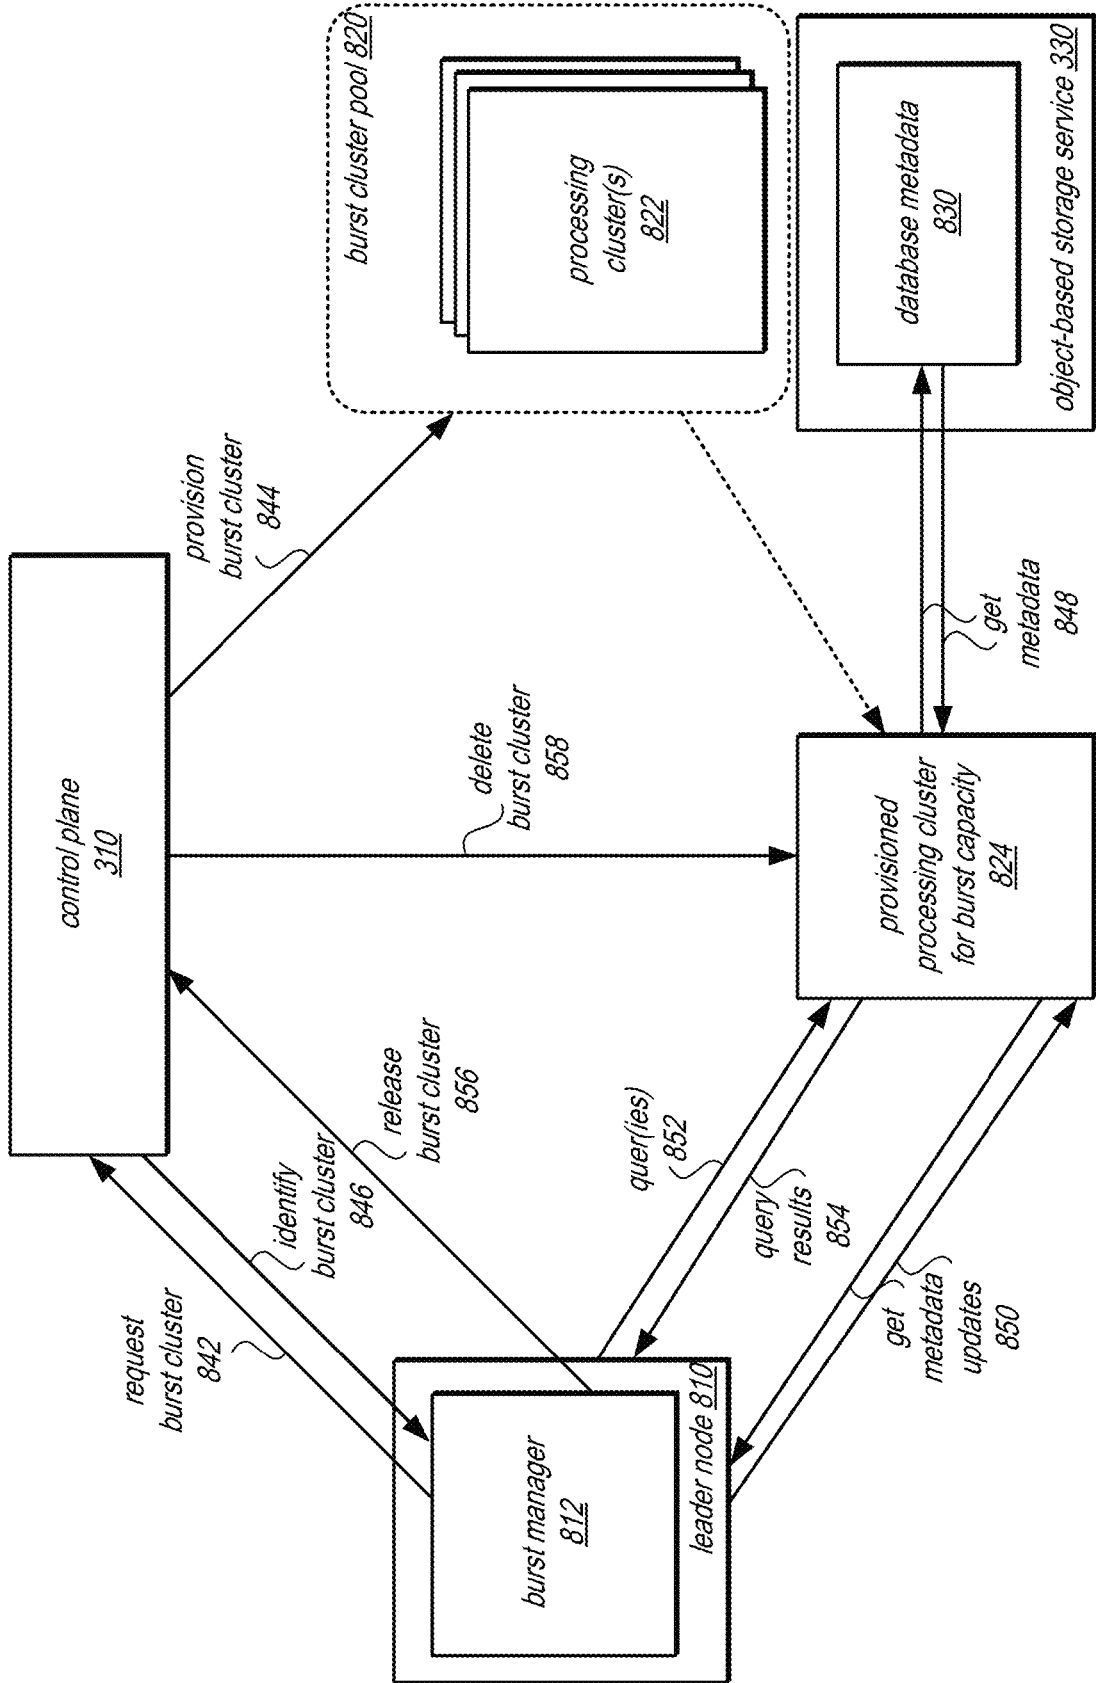 control plane
310
request
burst cluster
842
identify
burst cluster
846
release
burst cluster
856
delete
burst cluster
858
provision
burst cluster
844
burst cluster pool 820
processing
cluster(s)
822
burst manager
812
leader node 810
quer(ies)
852
query
results
854
get
metadata
updates
850
provisioned
processing cluster
for burst capacity
824
get
metadata
848
database metadata
830
object-based storage service 330